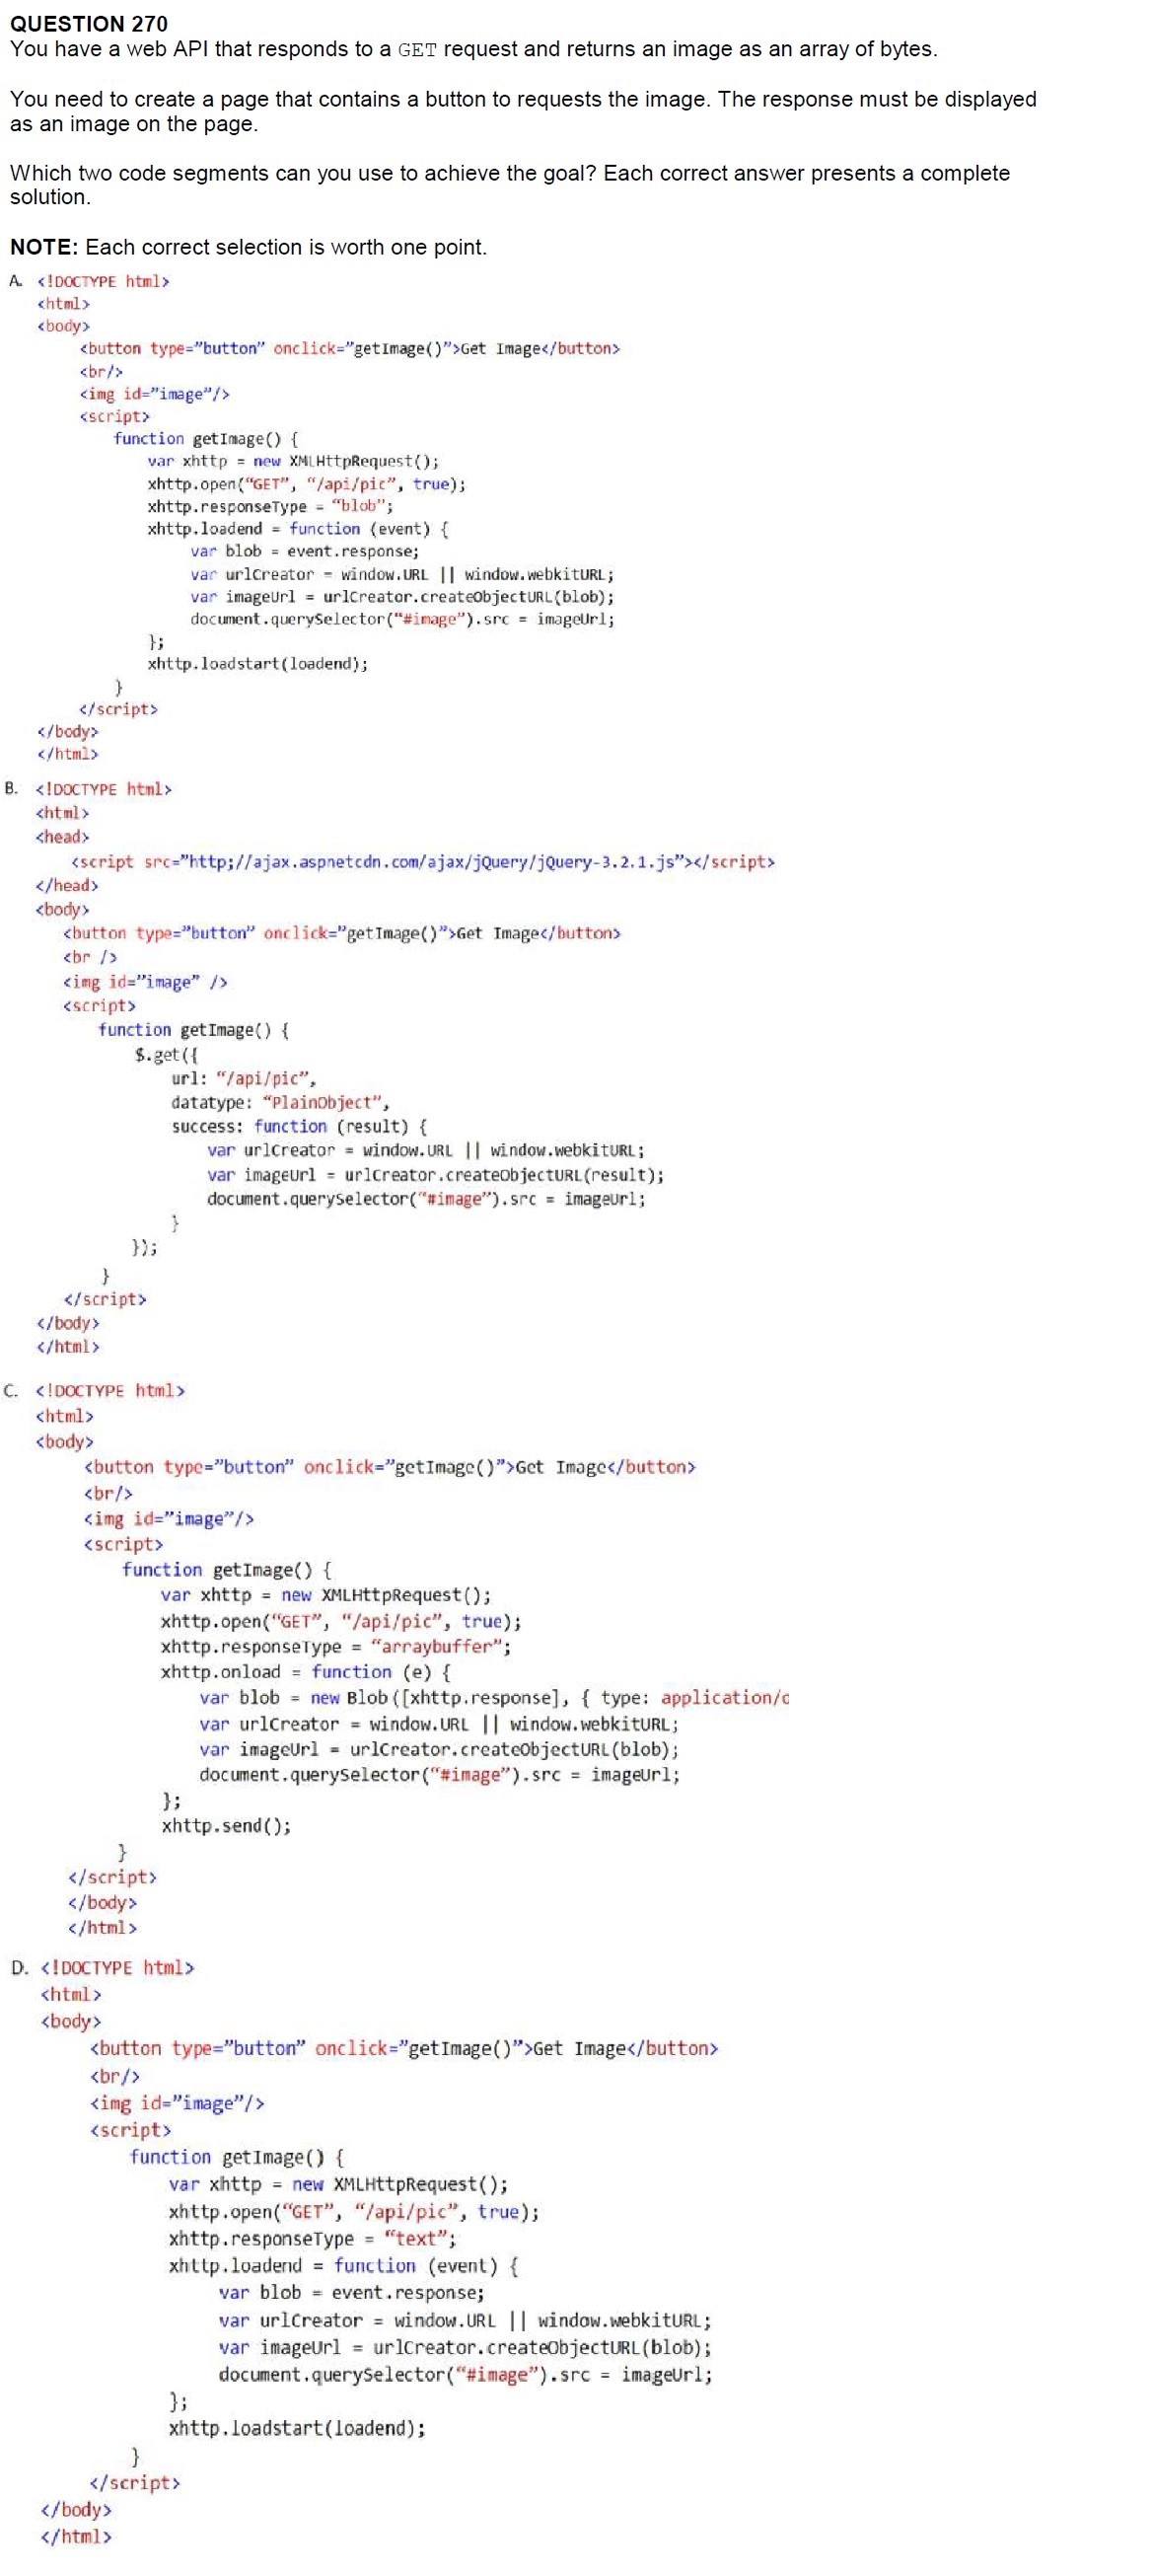 QUESTION 270
You have a web API that responds to a GET request and returns an image as an array of bytes.
You need to create a page that contains a button to requests the image. The response must be displayed
as an image on the page.
Which two code segments can you use to achieve the goal? Each correct answer presents a complete
solution.
NOTE: Each correct selection is worth one point.
A. <!DOCTYPE html>
<html>
<body>
<button type="button" onclick="getImage()">Get Image</button>
<br/>
<img id="image"/>
<script>
function getImage() {
var xhttp = new XMLHttpRequest();
xhttp.open("GET", "/api/pic", true);
xhttp.responseType = "blob";
xhttp.loadend = function (event) {
var blob = event.response;
var urlCreator = window.URL || window.webkitURL;
var imageUrl = urlCreator.createObjectURL(blob);
document.querySelector("#image").src = imageUrl;
};
xhttp.loadstart(loadend);
}
</script>
</body>
</html>
B. <!DOCTYPE html>
<html>
<head>
<script src="http;//ajax.aspnetcdn.com/ajax/jQuery/jQuery-3.2.1.js"></script>
</head>
<body>
<button type="button" onclick="getImage()">Get Image</button>
<br />
<img id="image" />
<script>
function getImage() {
$.get({
url: "/api/pic",
datatype: "PlainObject",
success: function (result) {
var urlCreator = window.URL || window.webkitURL;
var imageUrl = urlCreator.createObjectURL(result);
document.querySelector("#image").src = imageUrl;
}
});
}
</script>
</body>
</html>
C. <!DOCTYPE html>
<html>
<body>
<button type="button" onclick="getImage()">Get Image</button>
<br/>
<img id="image"/>
<script>
function getImage() {
var xhttp = new XMLHttpRequest();
xhttp.open("GET", "/api/pic", true);
xhttp.responseType = "arraybuffer";
xhttp.onload = function (e) {
var blob = new Blob([xhttp.response], { type: application/
var urlCreator = window.URL || window.webkitURL;
var imageUrl = urlCreator.createObjectURL(blob);
document.querySelector("#image").src = imageUrl;
};
xhttp.send();
}
</script>
</body>
</html>
D. <!DOCTYPE html>
<html>
<body>
<button type="button" onclick="getImage()">Get Image</button>
<br/>
<img id="image"/>
<script>
function getImage() {
var xhttp = new XMLHttpRequest();
xhttp.open("GET", "/api/pic", true);
xhttp.responseType = "text";
xhttp.loadend = function (event) {
var blob = event.response;
var urlCreator = window.URL || window.webkitURL;
var imageUrl = urlCreator.createObjectURL(blob);
document.querySelector("#image").src = imageUrl;
};
xhttp.loadstart(loadend);
}
</script>
</body>
</html>